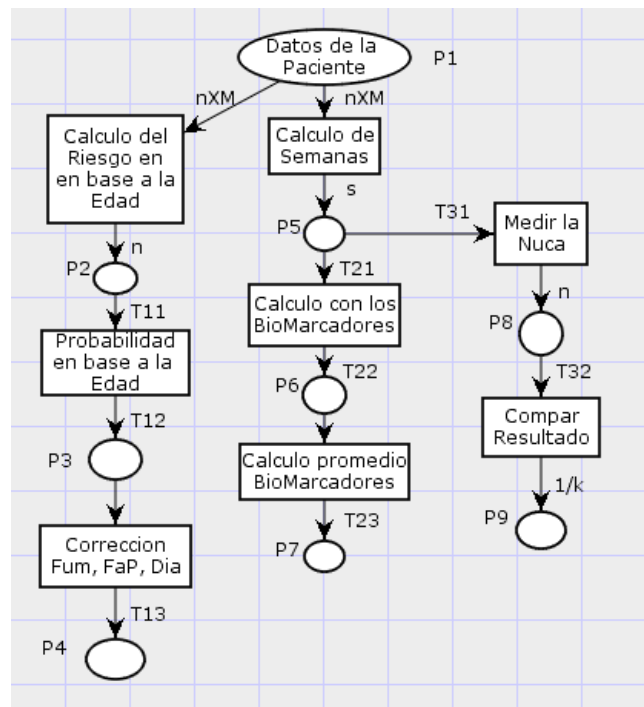 Datos de la
Paciente
P1
nXM
nXM
Calculo del
Riesgo en
en base a la
Edad
Calculo de
Semanas
s
T31
Medir la
Nuca
P5
n
P2
T21
n
T11
Calculo con los
BioMarcadores
P8
Probabilidad
en base a la
Edad
T22
T32
P6
T12
Compar
Resultado
P3
Calculo promedio
BioMarcadores
1/k
T23
P9
Correccion
Fum, FaP, Dia
P7
T13
P4